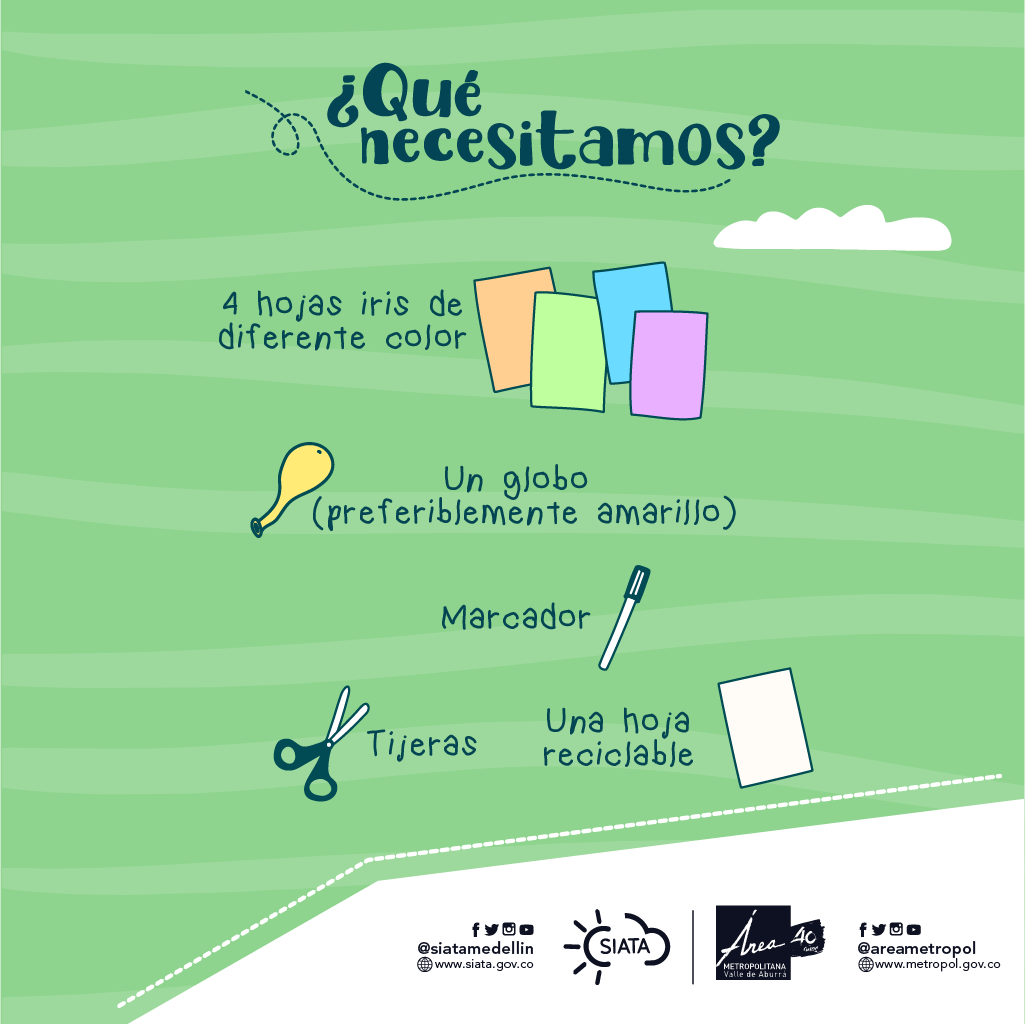 ¿Qué
necesitamos?
4 hojas iris de
diferente color
Un globo
(preferiblemente amarillo)
Marcador
Tijeras
Una hoja
reciclable
@siatamedellin
www.siata.gov.co
SIATA
Área
METROPOLITANA
Valle de Aburrá
40
@areametropol
www.metropol.gov.co